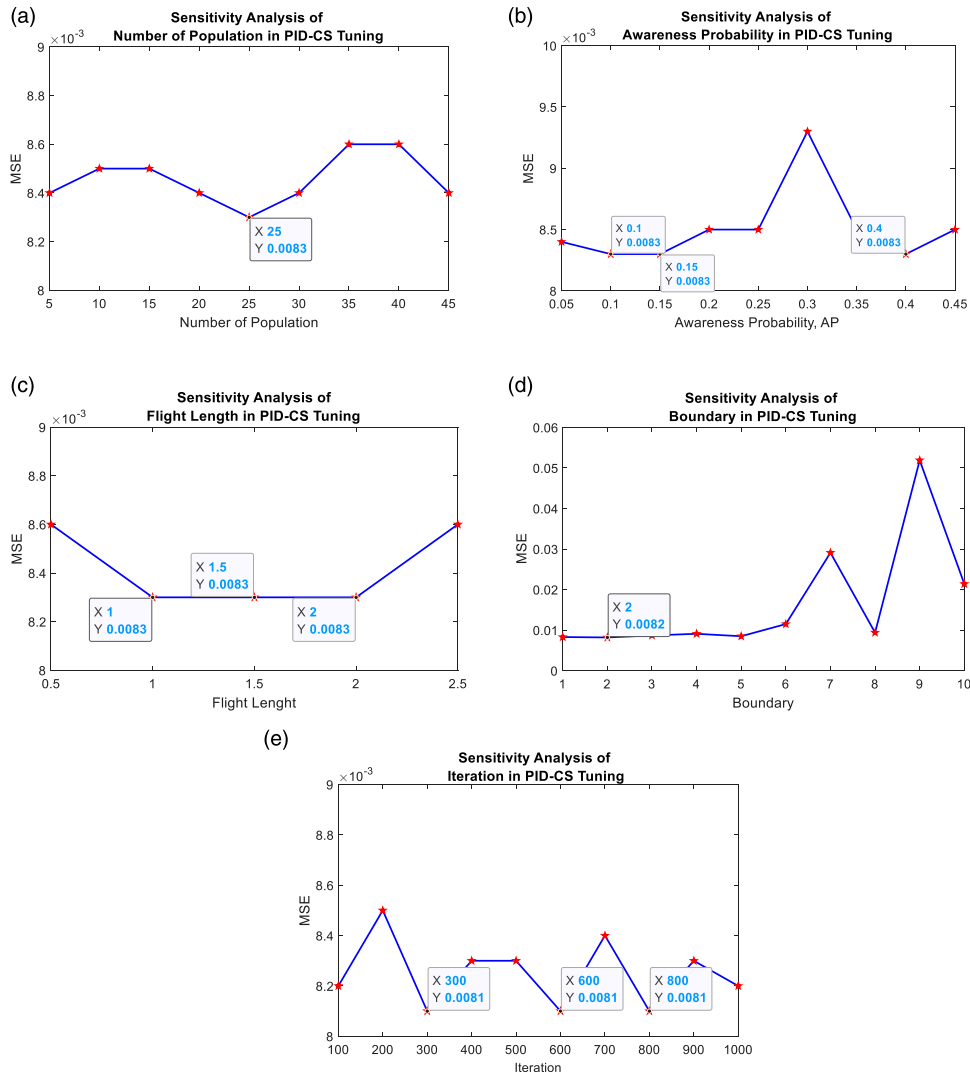 (a)
Sensitivity Analysis of
Number of Population in PID-CS Tuning
×10⁻³
9
8.8
8.6
8.4
8.2
8
MSE
X 25
Y 0.0083
5 10 15 20 25 30 35 40 45
Number of Population
(b)
Sensitivity Analysis of
Awareness Probability in PID-CS Tuning
×10⁻³
10
9.5
9
8.5
8
MSE
X 0.1
Y 0.0083
X 0.15
Y 0.0083
X 0.4
Y 0.0083
0.05 0.1 0.15 0.2 0.25 0.3 0.35 0.4 0.45
Awareness Probability, AP
(c)
Sensitivity Analysis of
Flight Length in PID-CS Tuning
×10⁻³
9
8.8
8.6
8.4
8.2
8
MSE
X 1
Y 0.0083
X 1.5
Y 0.0083
X 2
Y 0.0083
0.5 1 1.5 2 2.5
Flight Lenght
(d)
Sensitivity Analysis of
Boundary in PID-CS Tuning
0.06
0.05
0.04
0.03
0.02
0.01
0
MSE
X 2
Y 0.0082
1 2 3 4 5 6 7 8 9 10
Boundary
(e)
Sensitivity Analysis of
Iteration in PID-CS Tuning
×10⁻³
9
8.8
8.6
8.4
8.2
8
MSE
X 300
Y 0.0081
X 600
Y 0.0081
X 800
Y 0.0081
100 200 300 400 500 600 700 800 900 1000
Iteration